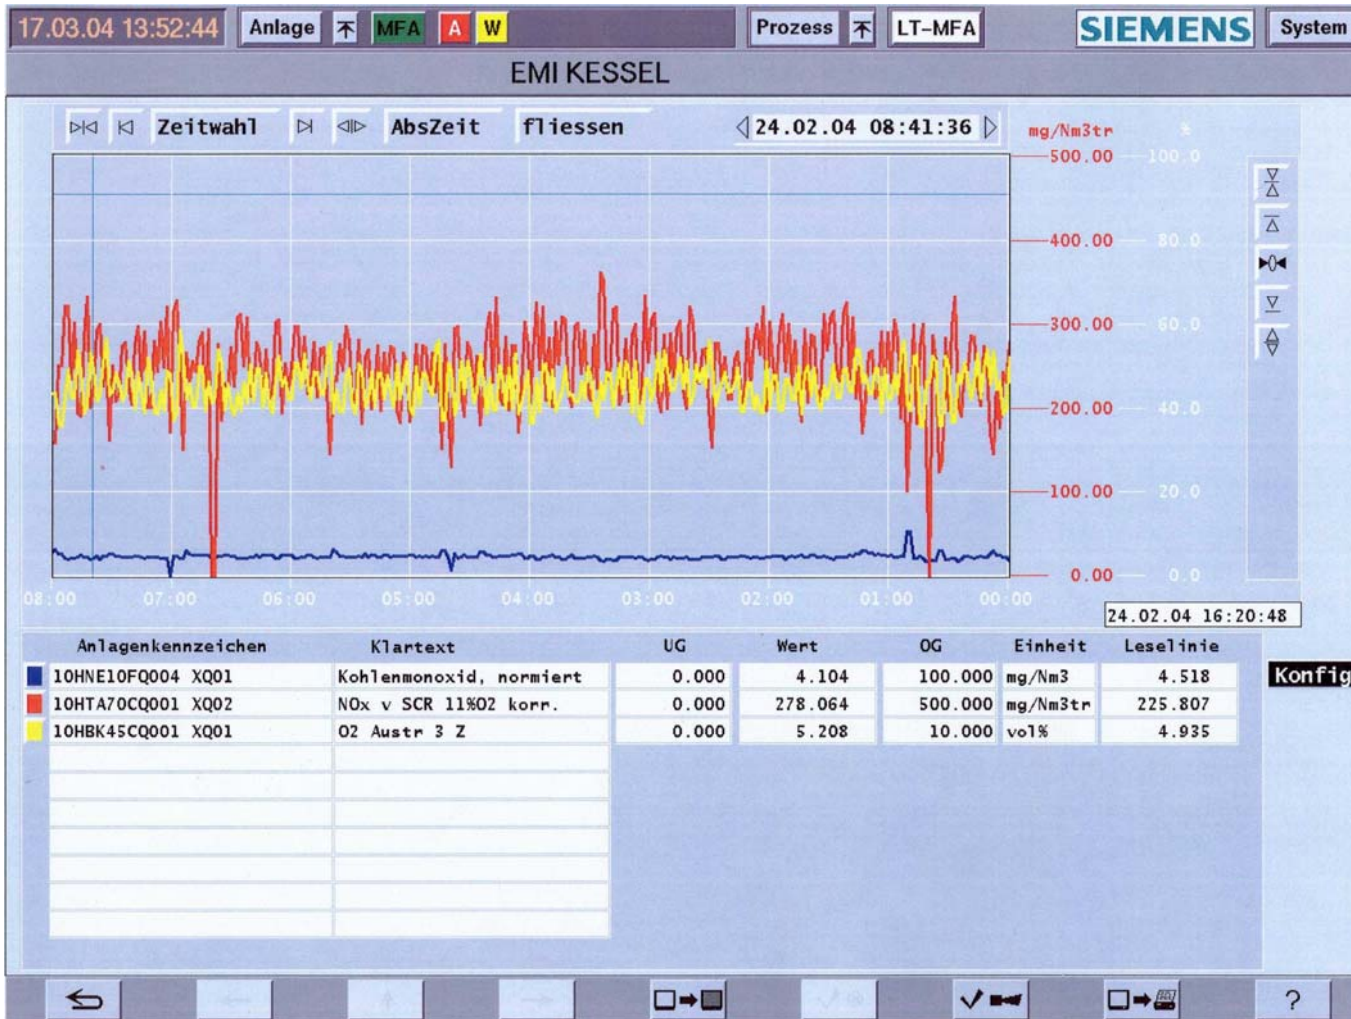 17.03.04 13:52:44 Anlage MFA A W Prozess LT-MFA SIEMENS System
EMI KESSEL
Zeitwahl AbsZeit fliessen 24.02.04 08:41:36 mg/Nm3tr %
500.00 100.0
400.00 80.0
300.00 60.0
200.00 40.0
100.00 20.0
0.00 0.0
08:00 07:00 06:00 05:00 04:00 03:00 02:00 01:00 00:00
24.02.04 16:20:48
Anlagenkennzeichen Klartext UG Wert OG Einheit Leselinie
10HNE10FQ004 XQ01 Kohlenmonoxid, normiert 0.000 4.104 100.000 mg/Nm3 4.518 Konfig
10HTA70CQ001 XQ02 NOx v SCR 11%O2 korr. 0.000 278.064 500.000 mg/Nm3tr 225.807
10HBK45CQ001 XQ01 O2 Austr 3 Z 0.000 5.208 10.000 vol% 4.935
?